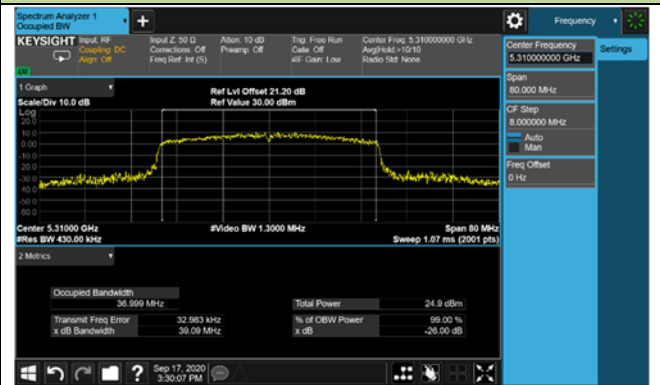 Spectrum Analyzer 1
Occupied BW
Frequency
KEYSIGHT Input: RF
Coupling: DC
Align: Off
Input Z: 50 Ω
Corrections: Off
Freq Ref: Int (S)
Atten: 10 dB
Preamp: Off
Trig: Free Run
Gate: Off
#IF Gain: Low
Center Freq: 5.310000000 GHz
Avg|Hold:>10/10
Radio Std: None
Center Frequency
5.310000000 GHz
Settings
Span
80.000 MHz
CF Step
8.000000 MHz
Auto
Man
Freq Offset
0 Hz
1 Graph
Scale/Div 10.0 dB
Ref Lvl Offset 21.20 dB
Ref Value 30.00 dBm
Log
20.0
10.0
0.00
-10.0
-20.0
-30.0
-40.0
-50.0
-60.0
Center 5.31000 GHz
#Res BW 430.00 kHz
#Video BW 1.3000 MHz
Span 80 MHz
Sweep 1.07 ms (2001 pts)
2 Metrics
Occupied Bandwidth
36.999 MHz
Total Power 24.9 dBm
Transmit Freq Error 32.983 kHz
% of OBW Power 99.00 %
x dB Bandwidth 39.09 MHz
x dB -26.00 dB
Sep 17, 2020
3:30:07 PM